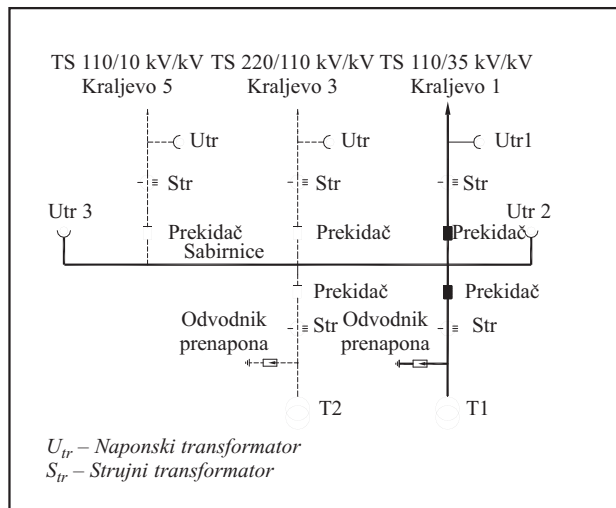 TS 110/10 kV/kV TS 220/110 kV/kV TS 110/35 kV/kV
Kraljevo 5 Kraljevo 3 Kraljevo 1
Utr Utr Utr1
Str Str Str
Utr 3 Utr 2
Prekidač Prekidač Prekidač
Sabirnice
Prekidač Prekidač
Odvodnik Str Odvodnik Str
prenapona prenapona
T2 T1
Utr – Naponski transformator
Str – Strujni transformator